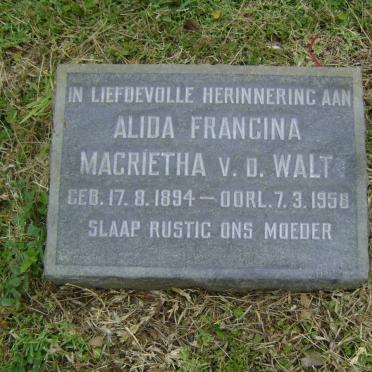 IN LIEFDEVOLLE HERINNERING AAN
ALIDA FRANCINA
MAGRIETHA V. D. WALT
GEB. 17. 8. 1894 — OORL. 7. 3. 1958
SLAAP RUSTIG ONS MOEDER